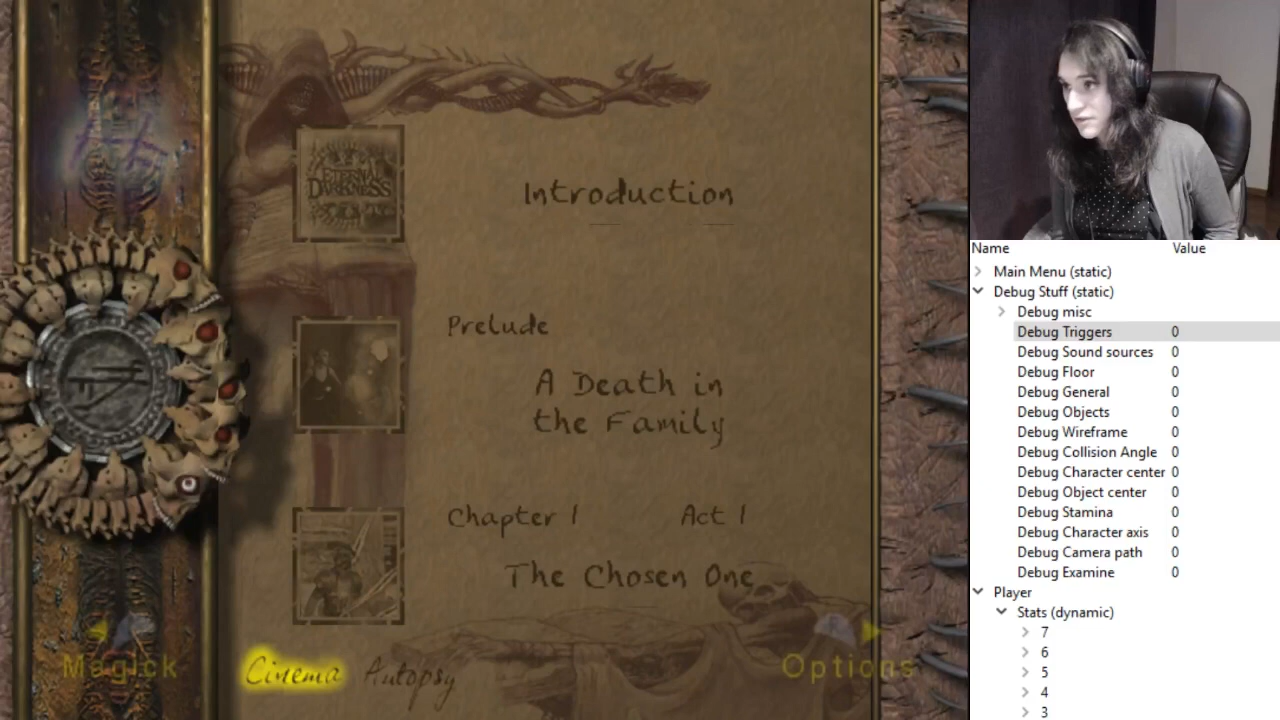 ETERNAL
DARKNESS
Introduction
Prelude
A Death in
the Family
Chapter 1 Act 1
The Chosen One
Magick
Cinema Autopsy
Options
Name Value
Main Menu (static)
Debug Stuff (static)
Debug misc
Debug Triggers 0
Debug Sound sources 0
Debug Floor 0
Debug General 0
Debug Objects 0
Debug Wireframe 0
Debug Collision Angle 0
Debug Character center 0
Debug Object center 0
Debug Stamina 0
Debug Character axis 0
Debug Camera path 0
Debug Examine 0
Player
Stats (dynamic)
7
6
5
4
3